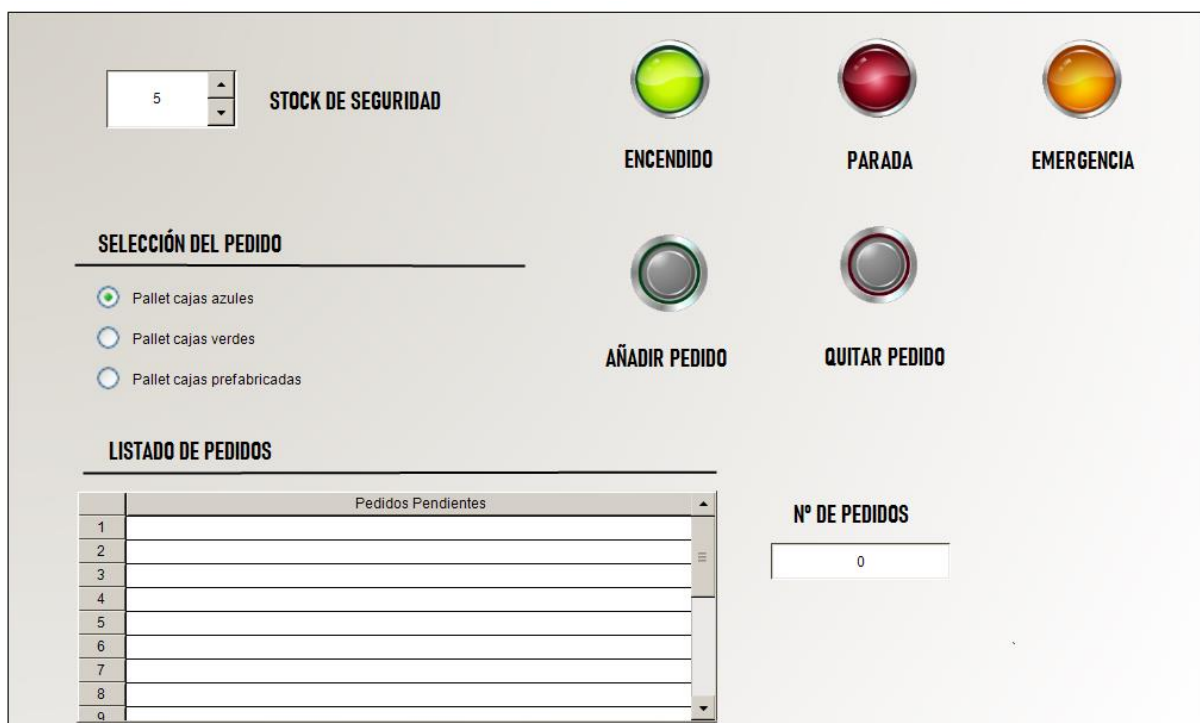 5
STOCK DE SEGURIDAD
ENCENDIDO
PARADA
EMERGENCIA
SELECCIÓN DEL PEDIDO
Pallet cajas azules
Pallet cajas verdes
Pallet cajas prefabricadas
AÑADIR PEDIDO
QUITAR PEDIDO
LISTADO DE PEDIDOS
Pedidos Pendientes
1
2
3
4
5
6
7
8
9
Nº DE PEDIDOS
0